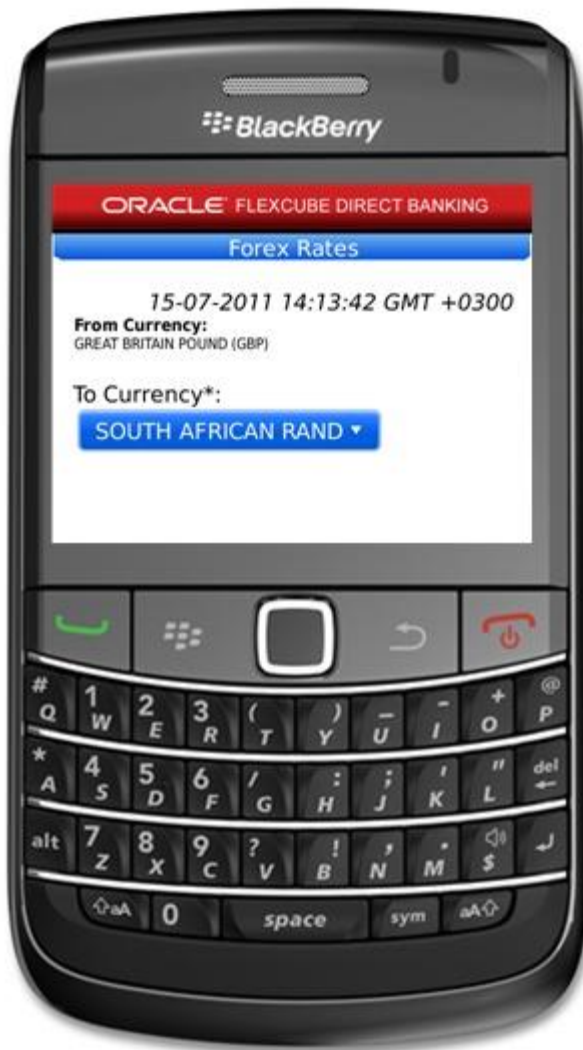 BlackBerry
ORACLE FLEXCUBE DIRECT BANKING
Forex Rates
15-07-2011 14:13:42 GMT +0300
From Currency:
GREAT BRITAIN POUND (GBP)
To Currency*:
SOUTH AFRICAN RAND
# Q 1 W 2 E 3 R ( T ) Y _ U - I + O @ P
* A 4 S 5 D 6 F / G : H ; J ' K " L del
alt 7 Z 8 X 9 C ? V ! B , N . M $
aA 0 space sym aA